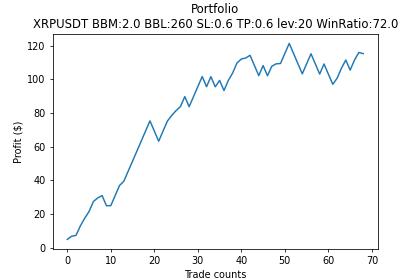 Portfolio
XRPUSDT BBM:2.0 BBL:260 SL:0.6 TP:0.6 lev:20 WinRatio:72.0
120
100
80
60
40
20
0
Profit ($)
0 10 20 30 40 50 60 70
Trade counts